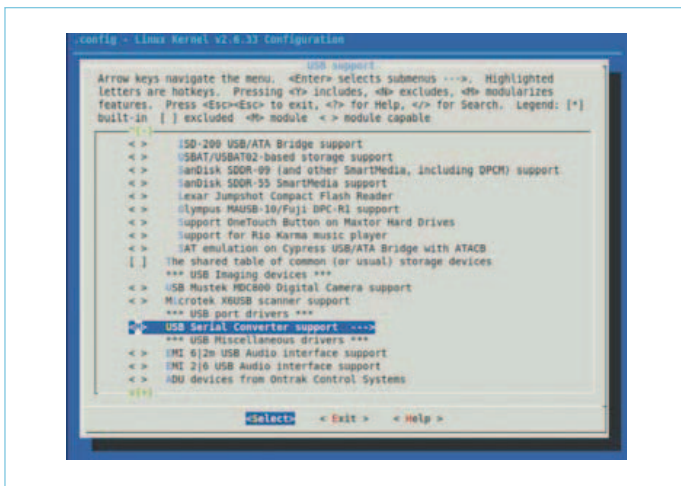 .config - Linux Kernel v2.6.33 Configuration
USB support
Arrow keys navigate the menu.  <Enter> selects submenus --->.  Highlighted
letters are hotkeys.  Pressing <Y> includes, <N> excludes, <M> modularizes
features.  Press <Esc><Esc> to exit, <?> for Help, </> for Search.  Legend: [*]
built-in  [ ] excluded  <M> module  < > module capable
^(-)
< >   ISD-200 USB/ATA Bridge support
< >   USBAT/USBAT02-based storage support
< >   SanDisk SDDR-09 (and other SmartMedia, including DPCM) support
< >   SanDisk SDDR-55 SmartMedia support
< >   Lexar Jumpshot Compact Flash Reader
< >   Olympus MAUSB-10/Fuji DPC-R1 support
< >   Support OneTouch Button on Maxtor Hard Drives
< >   Support for Rio Karma music player
< >   SAT emulation on Cypress USB/ATA Bridge with ATACB
[ ] The shared table of common (or usual) storage devices
*** USB Imaging devices ***
< > USB Mustek MDC800 Digital Camera support
< > Microtek X6USB scanner support
*** USB port drivers ***
<M> USB Serial Converter support  --->
*** USB Miscellaneous drivers ***
< > EMI 6|2m USB Audio interface support
< > EMI 2|6 USB Audio interface support
< > ADU devices from Ontrak Control Systems
v(+)
<Select>    < Exit >    < Help >